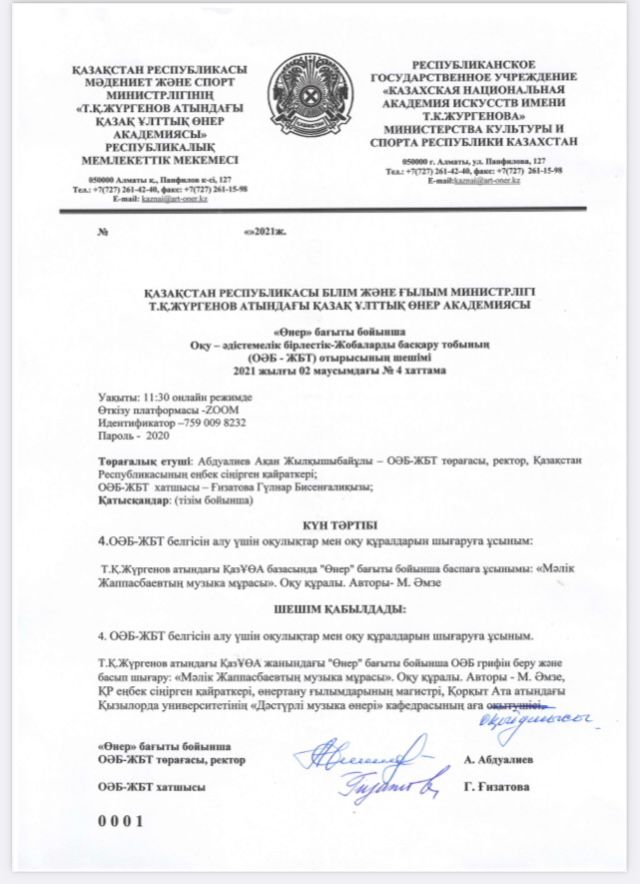 ҚАЗАҚСТАН РЕСПУБЛИКАСЫ
МӘДЕНИЕТ ЖӘНЕ СПОРТ
МИНИСТРЛІГІНІҢ
«Т.Қ.ЖҮРГЕНОВ АТЫНДАҒЫ
ҚАЗАҚ ҰЛТТЫҚ ӨНЕР
АКАДЕМИЯСЫ»
РЕСПУБЛИКАЛЫҚ
МЕМЛЕКЕТТІК МЕКЕМЕСІ
050000 Алматы қ., Панфилов к-сі, 127
Тел.: +7(727) 261-42-40, факс: +7(727) 261-15-98
E-mail: kaznai@art-oner.kz
РЕСПУБЛИКАНСКОЕ
ГОСУДАРСТВЕННОЕ УЧРЕЖДЕНИЕ
«КАЗАХСКАЯ НАЦИОНАЛЬНАЯ
АКАДЕМИЯ ИСКУССТВ ИМЕНИ
Т.К.ЖУРГЕНОВА»
МИНИСТЕРСТВА КУЛЬТУРЫ И
СПОРТА РЕСПУБЛИКИ КАЗАХСТАН
050000 г. Алматы, ул. Панфилова, 127
Тел.: +7(727) 261-42-40, факс: +7(727) 261-15-98
E-mail:kaznai@art-oner.kz
№ «»2021ж.
ҚАЗАҚСТАН РЕСПУБЛИКАСЫ БІЛІМ ЖӘНЕ ҒЫЛЫМ МИНИСТРЛІГІ
Т.Қ.ЖҮРГЕНОВ АТЫНДАҒЫ ҚАЗАҚ ҰЛТТЫҚ ӨНЕР АКАДЕМИЯСЫ
«Өнер» бағыты бойынша
Оқу – әдістемелік бірлестік-Жобаларды басқару тобының
(ОӘБ - ЖБТ) отырысының шешімі
2021 жылғы 02 маусымдағы № 4 хаттама
Уақыты: 11:30 онлайн режимде
Өткізу платформасы -ZOOM
Идентификатор –759 009 8232
Пароль - 2020
Төрағалық етуші: Абдуалиев Ақан Жылқышыбайұлы – ОӘБ-ЖБТ төрағасы, ректор, Қазақстан
Республикасының еңбек сіңірген қайраткері;
ОӘБ-ЖБТ хатшысы – Ғизатова Гүлнар Бисенғалиқызы;
Қатысқандар: (тізім бойынша)
КҮН ТӘРТІБІ
4.ОӘБ-ЖБТ белгісін алу үшін оқулықтар мен оқу құралдарын шығаруға ұсыным:
Т.Қ.Жүргенов атындағы ҚазҰӨА базасында "Өнер" бағыты бойынша баспаға ұсынымы: «Мәлік
Жаппасбаевтың музыка мұрасы». Оқу құралы. Авторы- М. Әмзе
ШЕШІМ ҚАБЫЛДАДЫ:
4. ОӘБ-ЖБТ белгісін алу үшін оқулықтар мен оқу құралдарын шығаруға ұсыным.
Т.Қ.Жүргенов атындағы ҚазҰӨА жанындағы "Өнер" бағыты бойынша ОӘБ грифін беру және
басып шығару: «Мәлік Жаппасбаевтың музыка мұрасы». Оқу құралы. Авторы - М. Әмзе,
ҚР еңбек сіңірген қайраткері, өнертану ғылымдарының магистрі, Қорқыт Ата атындағы
Қызылорда университетінің «Дәстүрлі музыка өнері» кафедрасының аға оқытушісі.
«Өнер» бағыты бойынша
ОӘБ-ЖБТ төрағасы, ректор А. Абдуалиев
ОӘБ-ЖБТ хатшысы Г. Ғизатова
0001